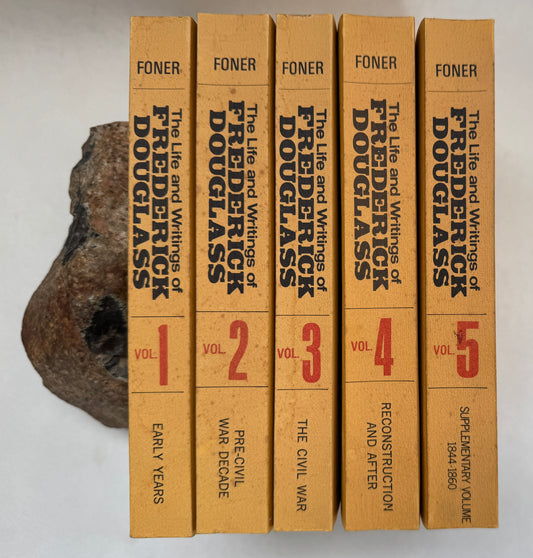 FONER
The Life and Writings of
FREDERICK
DOUGLASS
VOL. 1
EARLY YEARS
FONER
The Life and Writings of
FREDERICK
DOUGLASS
VOL. 2
PRE-CIVIL
WAR DECADE
FONER
The Life and Writings of
FREDERICK
DOUGLASS
VOL. 3
THE CIVIL WAR
FONER
The Life and Writings of
FREDERICK
DOUGLASS
VOL. 4
RECONSTRUCTION
AND AFTER
FONER
The Life and Writings of
FREDERICK
DOUGLASS
VOL. 5
SUPPLEMENTARY VOLUME
1844-1860